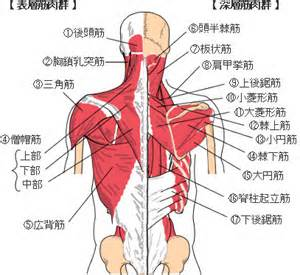 【表層筋肉群】
【深層筋肉群】
①後頭筋
②胸鎖乳突筋
③三角筋
④僧帽筋
上部
下部
中部
⑤広背筋
⑥頭半棘筋
⑦板状筋
⑧肩甲挙筋
⑨上後鋸筋
⑩小菱形筋
⑪大菱形筋
⑫棘上筋
⑬小円筋
⑭棘下筋
⑮大円筋
⑯脊柱起立筋
⑰下後鋸筋